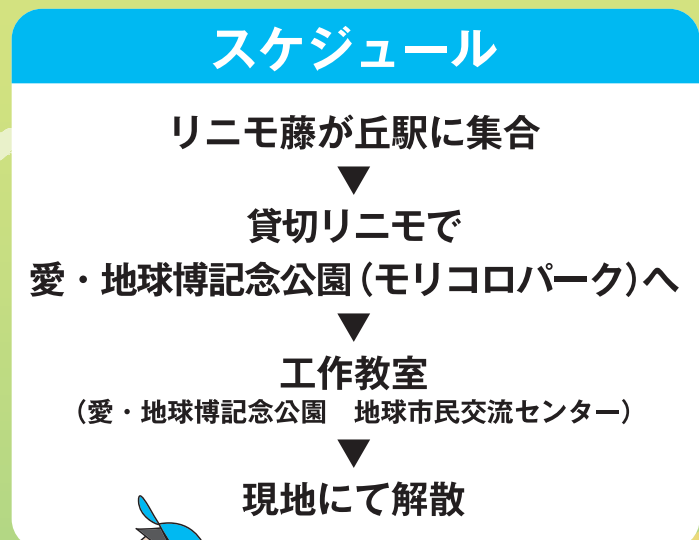 スケジュール
リニモ藤が丘駅に集合
▼
貸切リニモで
愛・地球博記念公園(モリコロパーク)へ
▼
工作教室
(愛・地球博記念公園　地球市民交流センター)
▼
現地にて解散